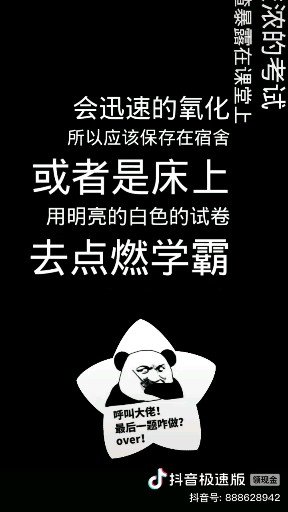 浓的考试
暴露在课堂上
会迅速的氧化
所以应该保存在宿舍
或者是床上
用明亮的白色的试卷
去点燃学霸
呼叫大佬！
最后一题咋做？
over！
抖音极速版 领现金
抖音号: 888628942